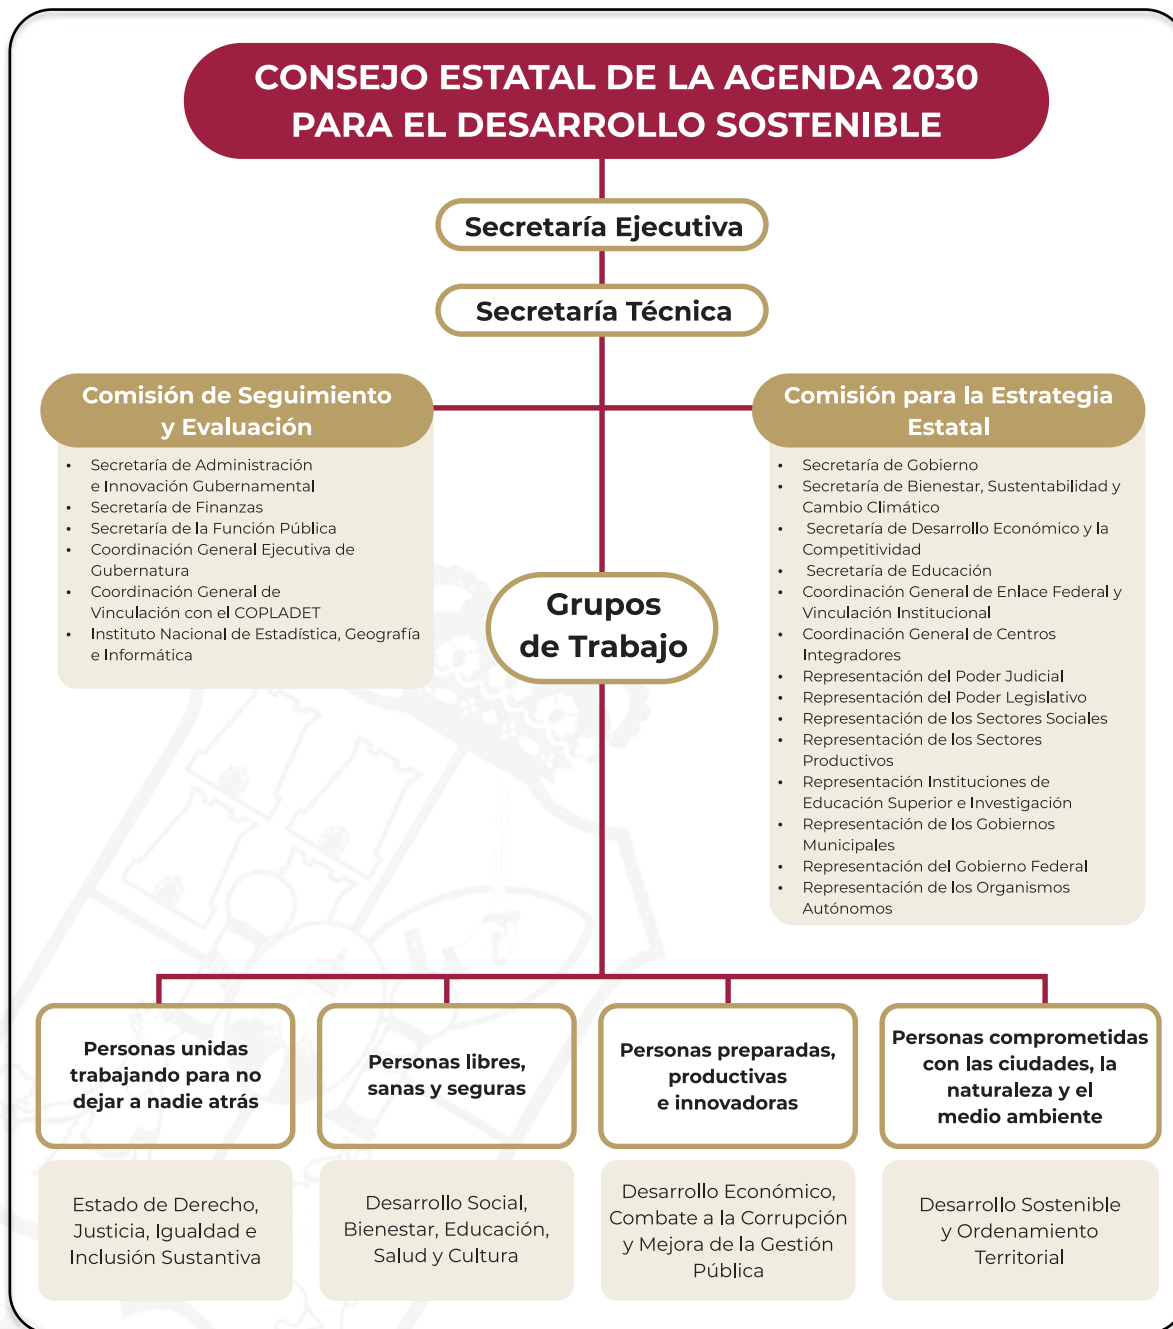 CONSEJO ESTATAL DE LA AGENDA 2030
PARA EL DESARROLLO SOSTENIBLE
Secretaría Ejecutiva
Secretaría Técnica
Comisión de Seguimiento
y Evaluación
• Secretaría de Administración
e Innovación Gubernamental
• Secretaría de Finanzas
• Secretaría de la Función Pública
• Coordinación General Ejecutiva de
Gubernatura
• Coordinación General de
Vinculación con el COPLADET
• Instituto Nacional de Estadística, Geografía
e Informática
Comisión para la Estrategia
Estatal
• Secretaría de Gobierno
• Secretaría de Bienestar, Sustentabilidad y
Cambio Climático
• Secretaría de Desarrollo Económico y la
Competitividad
• Secretaría de Educación
• Coordinación General de Enlace Federal y
Vinculación Institucional
• Coordinación General de Centros
Integradores
• Representación del Poder Judicial
• Representación del Poder Legislativo
• Representación de los Sectores Sociales
• Representación de los Sectores
Productivos
• Representación Instituciones de
Educación Superior e Investigación
• Representación de los Gobiernos
Municipales
• Representación del Gobierno Federal
• Representación de los Organismos
Autónomos
Grupos
de Trabajo
Personas unidas
trabajando para no
dejar a nadie atrás
Estado de Derecho,
Justicia, Igualdad e
Inclusión Sustantiva
Personas libres,
sanas y seguras
Desarrollo Social,
Bienestar, Educación,
Salud y Cultura
Personas preparadas,
productivas
e innovadoras
Desarrollo Económico,
Combate a la Corrupción
y Mejora de la Gestión
Pública
Personas comprometidas
con las ciudades, la
naturaleza y el
medio ambiente
Desarrollo Sostenible
y Ordenamiento
Territorial